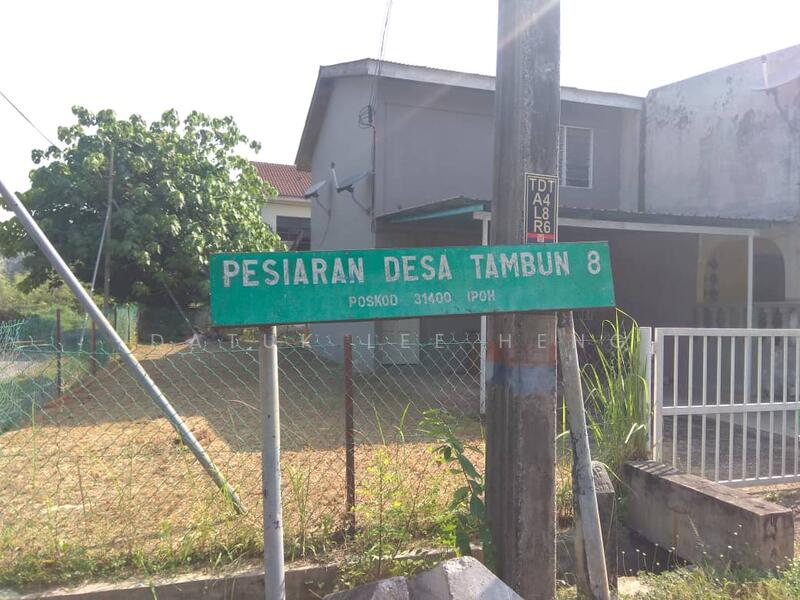 TDT
A4
L8
R6
PESIARAN DESA TAMBUN 8
POSKOD 31400 IPOH
DATUK LEE HENG